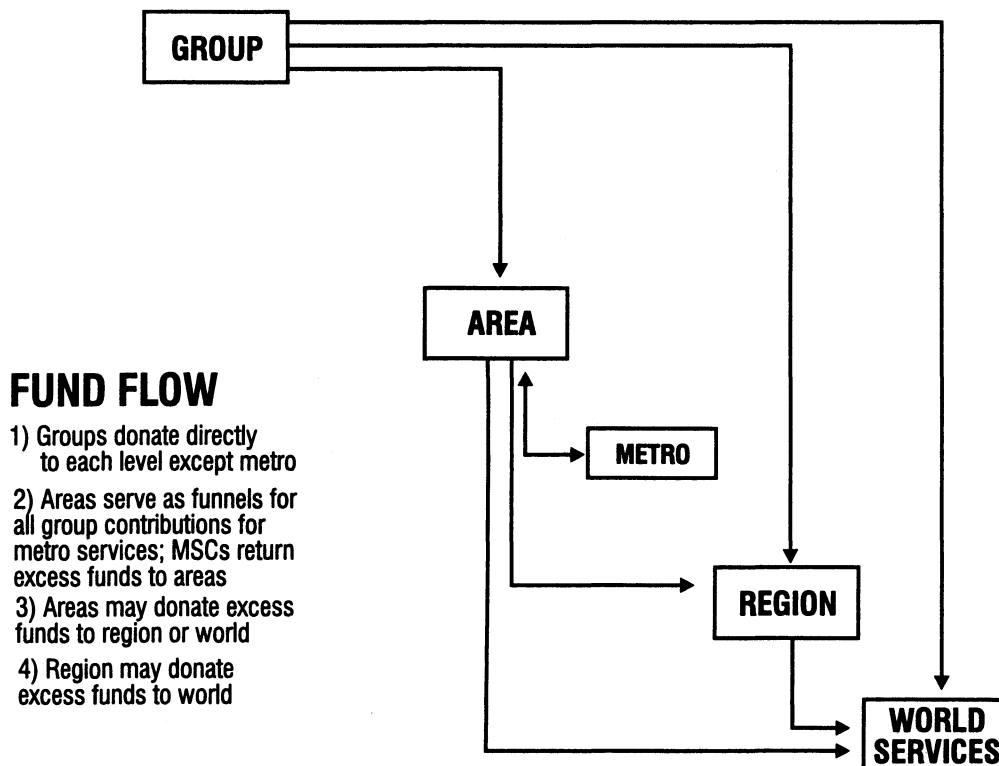 GROUP
AREA
FUND FLOW
1) Groups donate directly
to each level except metro
METRO
2) Areas serve as funnels for
all group contributions for
metro services; MSCs return
excess funds to areas
3) Areas may donate excess
funds to region or world
REGION
4) Region may donate
excess funds to world
WORLD
SERVICES